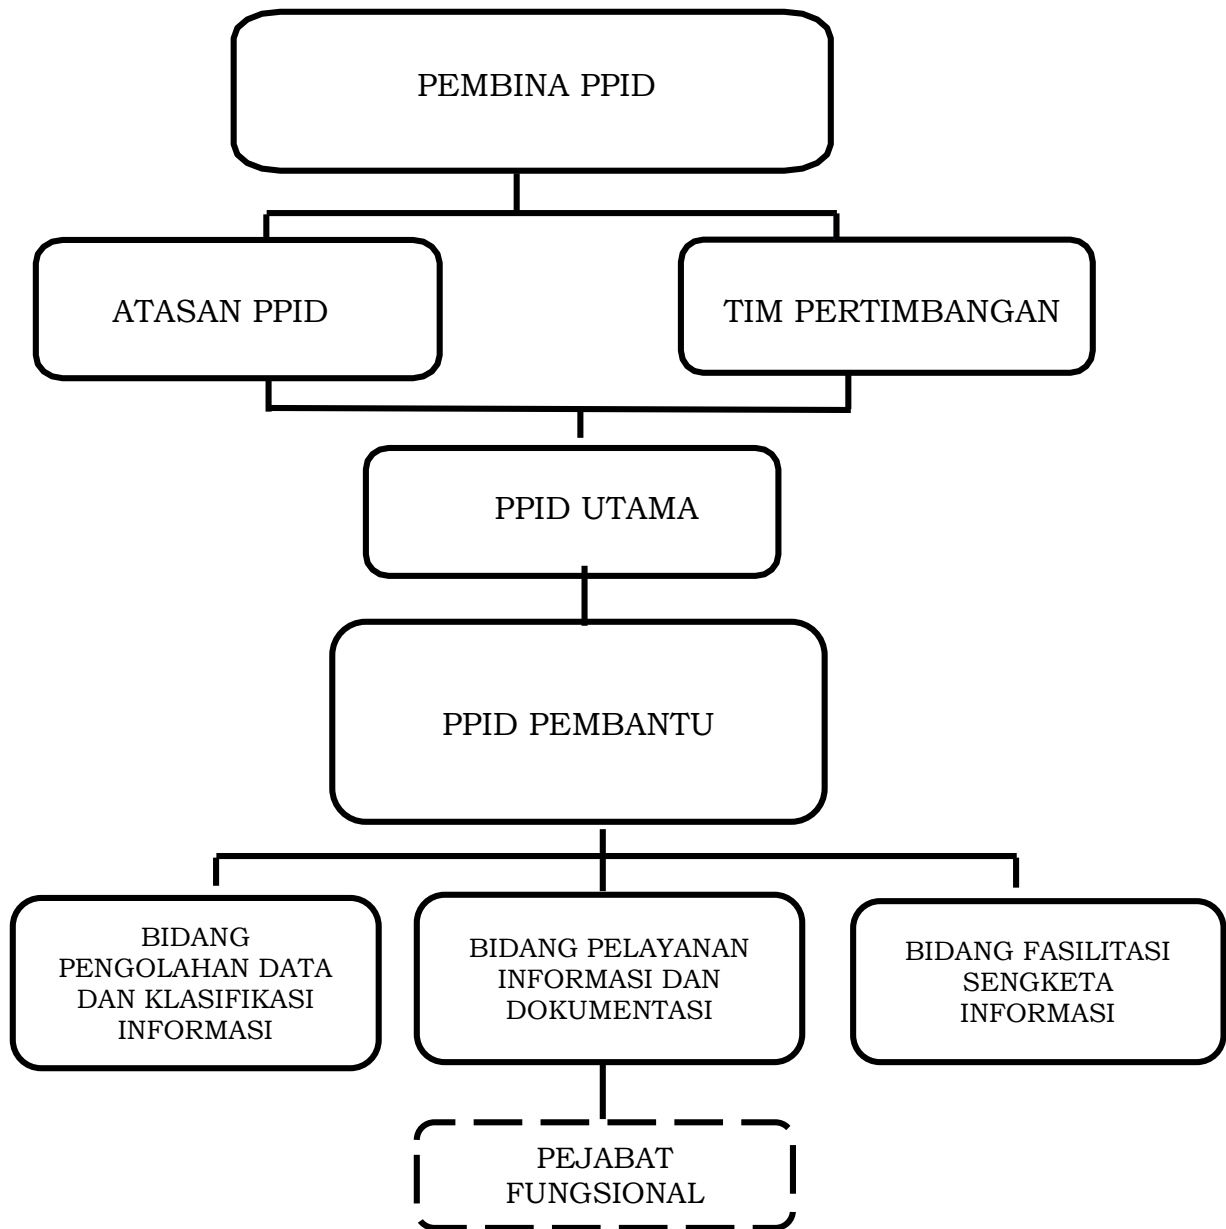 PEMBINA PPID
ATASAN PPID
TIM PERTIMBANGAN
PPID UTAMA
PPID PEMBANTU
BIDANG
PENGOLAHAN DATA
DAN KLASIFIKASI
INFORMASI
BIDANG PELAYANAN
INFORMASI DAN
DOKUMENTASI
BIDANG FASILITASI
SENGKETA
INFORMASI
PEJABAT
FUNGSIONAL